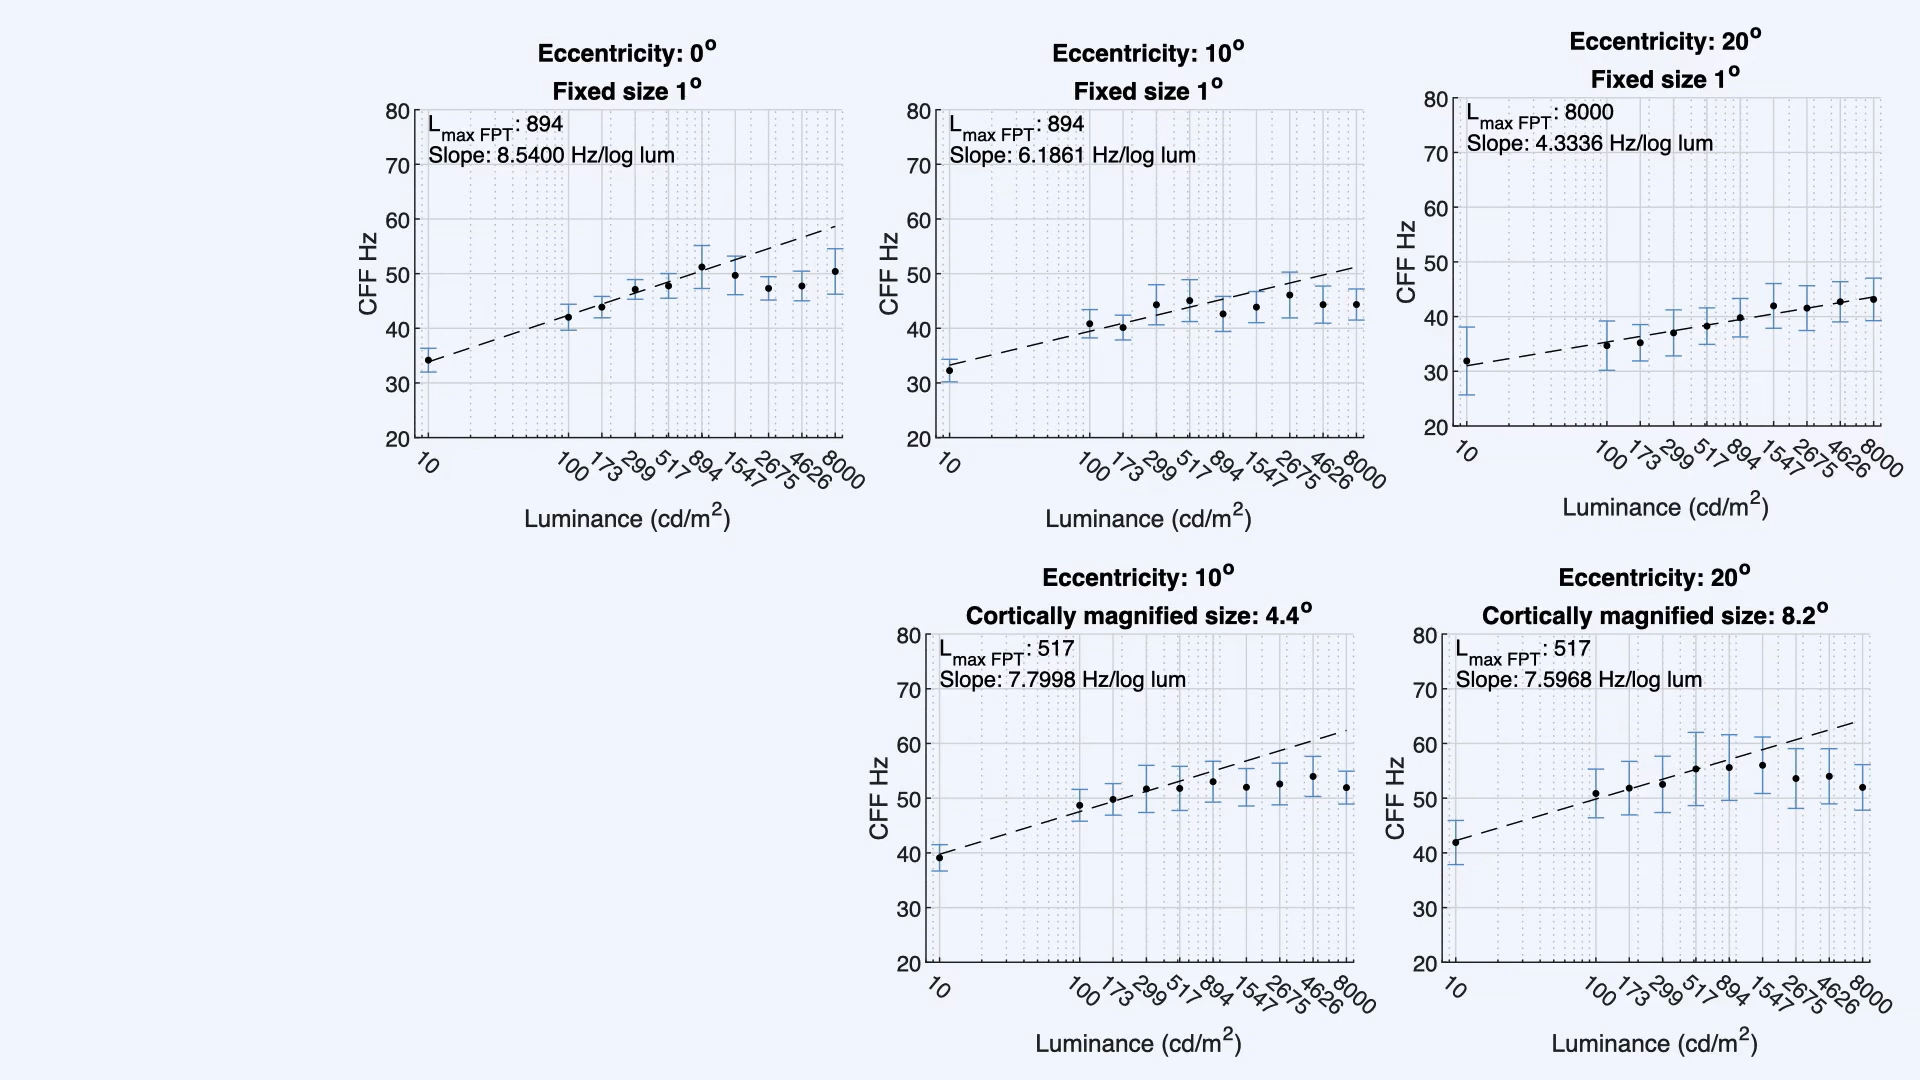 Eccentricity: 0°
Fixed size 1°
L max FPT: 894
Slope: 8.5400 Hz/log lum
80
70
60
50
40
30
20
CFF Hz
10 100 173 299 517 894 1547 2675 4626 8000
Luminance (cd/m²)
Eccentricity: 10°
Fixed size 1°
L max FPT: 894
Slope: 6.1861 Hz/log lum
80
70
60
50
40
30
20
CFF Hz
10 100 173 299 517 894 1547 2675 4626 8000
Luminance (cd/m²)
Eccentricity: 20°
Fixed size 1°
L max FPT: 8000
Slope: 4.3336 Hz/log lum
80
70
60
50
40
30
20
CFF Hz
10 100 173 299 517 894 1547 2675 4626 8000
Luminance (cd/m²)
Eccentricity: 10°
Cortically magnified size: 4.4°
L max FPT: 517
Slope: 7.7998 Hz/log lum
80
70
60
50
40
30
20
CFF Hz
10 100 173 299 517 894 1547 2675 4626 8000
Luminance (cd/m²)
Eccentricity: 20°
Cortically magnified size: 8.2°
L max FPT: 517
Slope: 7.5968 Hz/log lum
80
70
60
50
40
30
20
CFF Hz
10 100 173 299 517 894 1547 2675 4626 8000
Luminance (cd/m²)